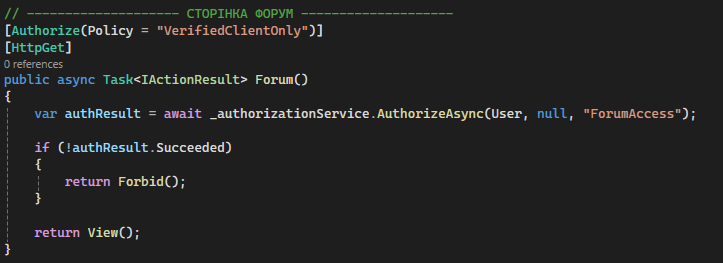 // -------------------- СТОРІНКА ФОРУМ --------------------
[Authorize(Policy = "VerifiedClientOnly")]
[HttpGet]
0 references
public async Task<IActionResult> Forum()
{
    var authResult = await _authorizationService.AuthorizeAsync(User, null, "ForumAccess");
    if (!authResult.Succeeded)
    {
        return Forbid();
    }
    return View();
}